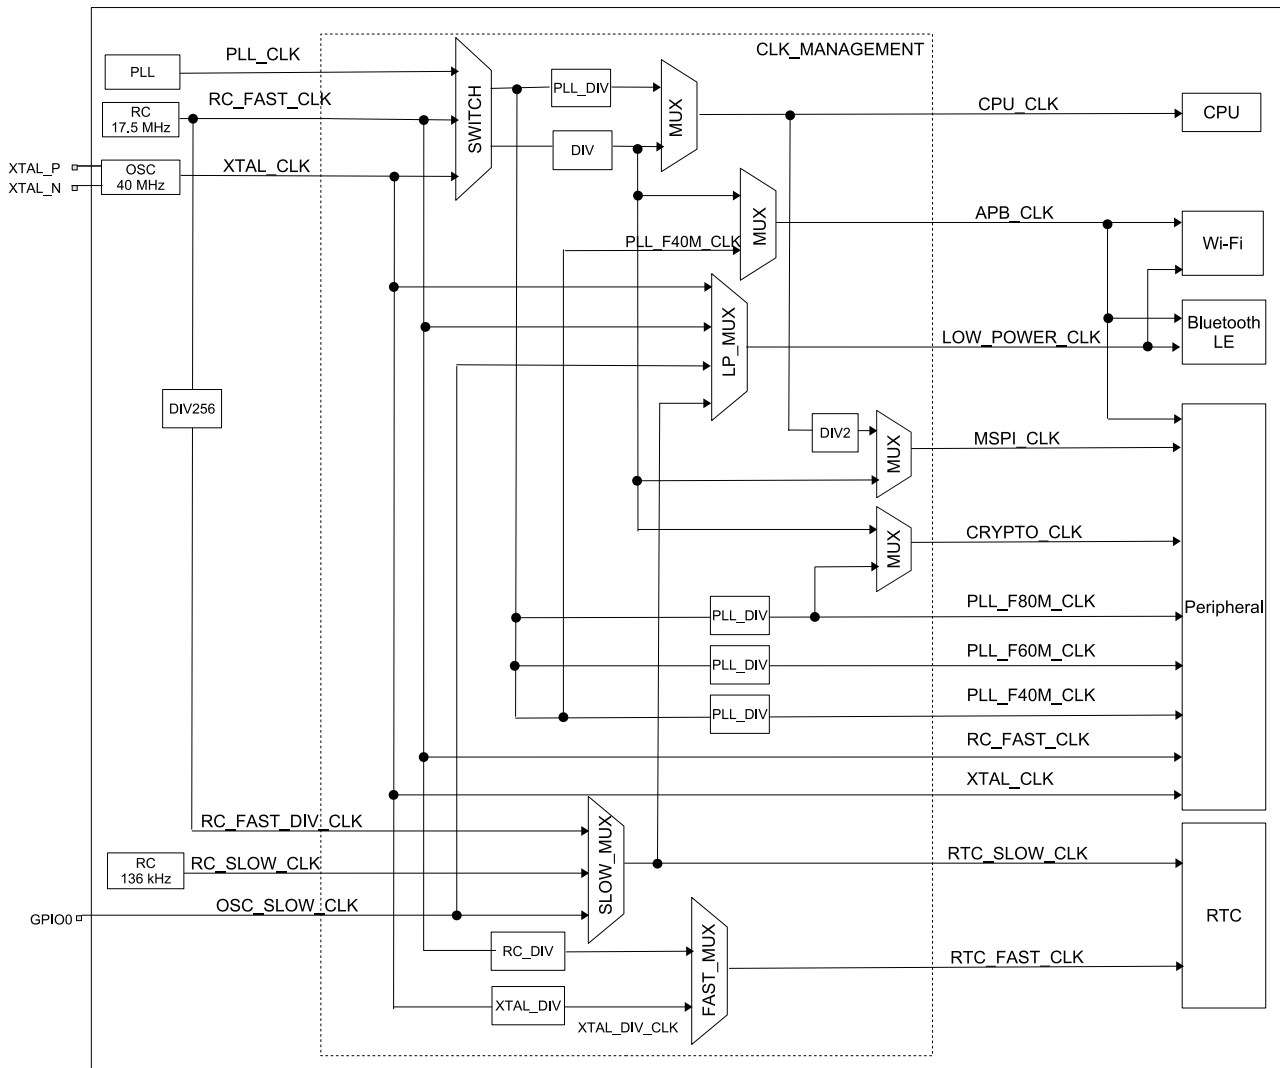 CLK_MANAGEMENT
PLL
PLL_CLK
RC
17.5 MHz
RC_FAST_CLK
XTAL_P
XTAL_N
OSC
40 MHz
XTAL_CLK
SWITCH
PLL_DIV
DIV
MUX
CPU_CLK
CPU
PLL_F40M_CLK
MUX
APB_CLK
Wi-Fi
LP_MUX
LOW_POWER_CLK
Bluetooth
LE
DIV256
DIV2
MUX
MSPI_CLK
MUX
CRYPTO_CLK
PLL_DIV
PLL_F80M_CLK
Peripheral
PLL_DIV
PLL_F60M_CLK
PLL_DIV
PLL_F40M_CLK
RC_FAST_CLK
XTAL_CLK
RC_FAST_DIV_CLK
RC
136 kHz
RC_SLOW_CLK
SLOW_MUX
RTC_SLOW_CLK
GPIO0
OSC_SLOW_CLK
RTC
RC_DIV
FAST_MUX
RTC_FAST_CLK
XTAL_DIV
XTAL_DIV_CLK